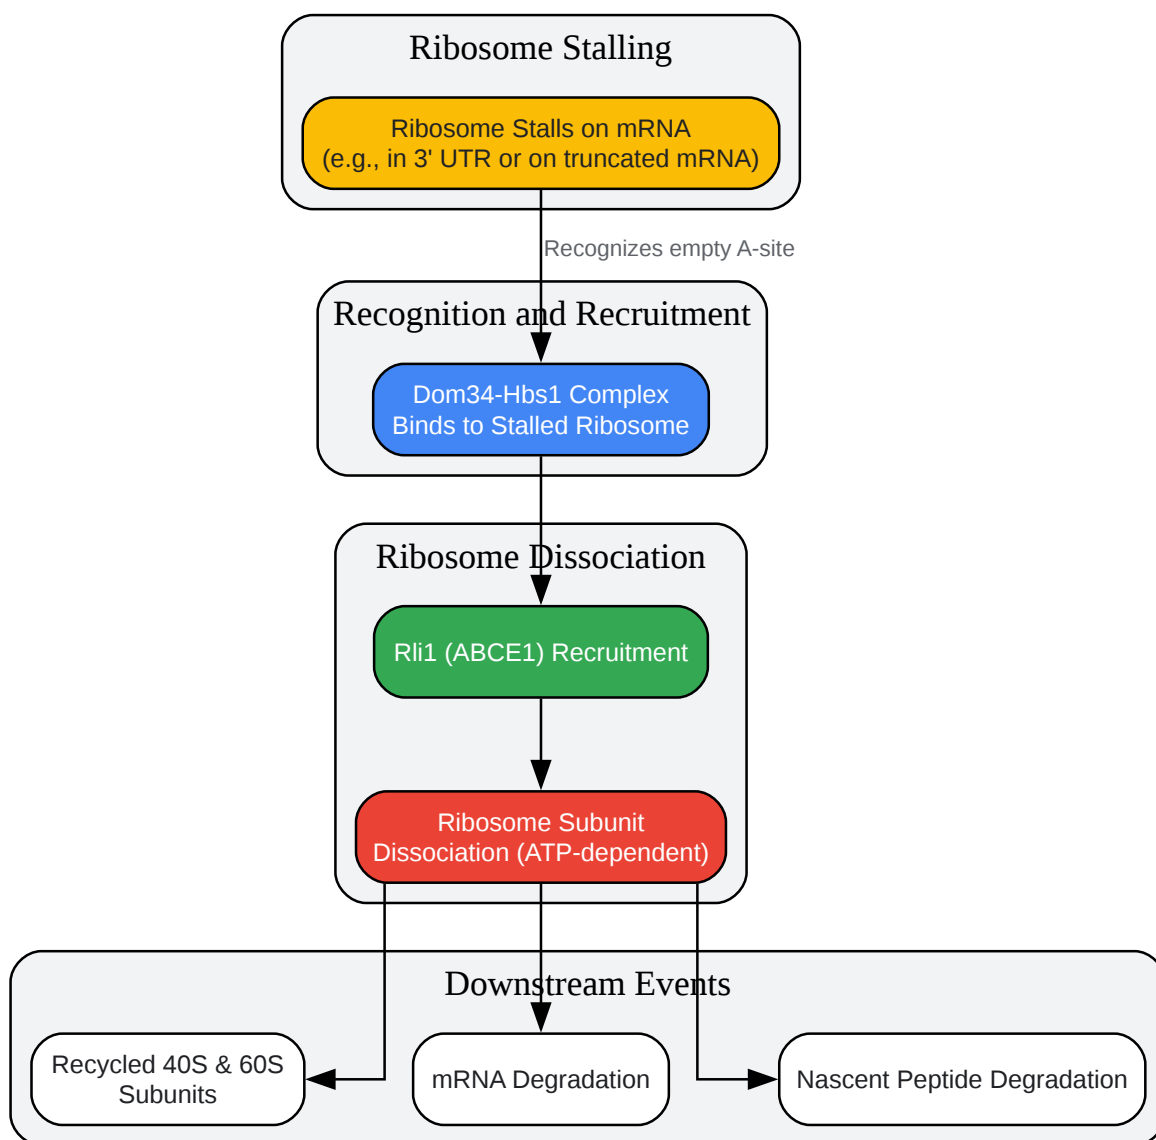 Ribosome Stalling
Ribosome Stalls on mRNA
(e.g., in 3' UTR or on truncated mRNA)
Recognizes empty A-site
Recognition and Recruitment
Dom34-Hbs1 Complex
Binds to Stalled Ribosome
Ribosome Dissociation
Rli1 (ABCE1) Recruitment
Ribosome Subunit
Dissociation (ATP-dependent)
Downstream Events
Recycled 40S & 60S
Subunits
mRNA Degradation
Nascent Peptide Degradation